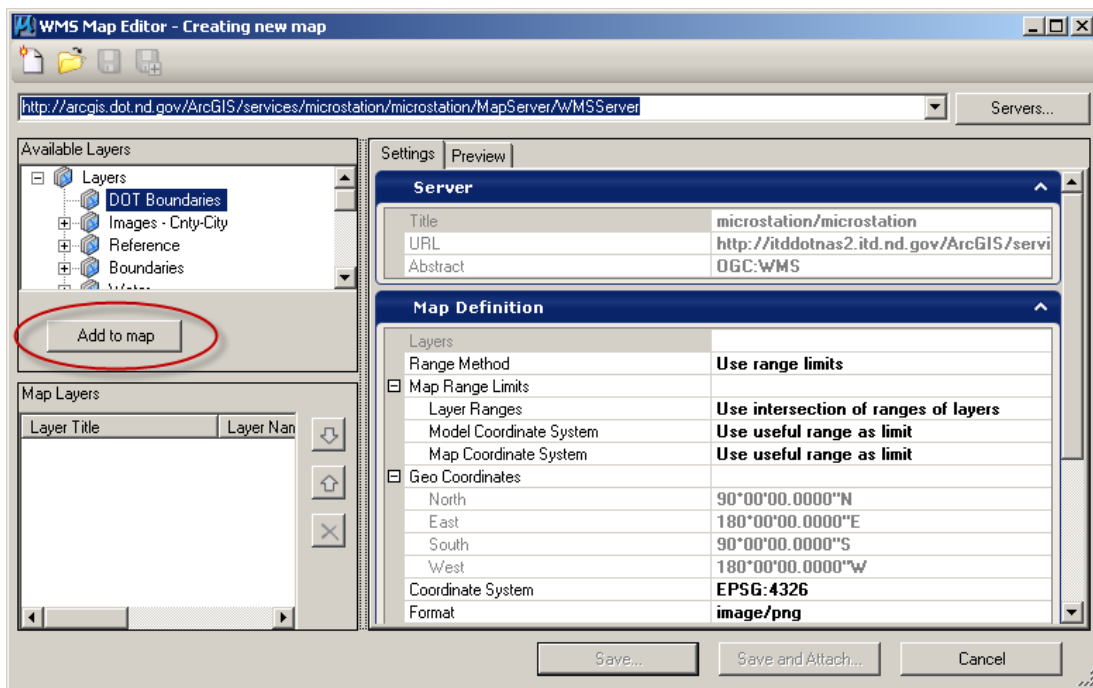 WMS Map Editor - Creating new map
http://arcgis.dot.nd.gov/ArcGIS/services/microstation/microstation/MapServer/WMSServer
Servers...
Available Layers
Layers
DOT Boundaries
Images - Cnty-City
Reference
Boundaries
Water
Add to map
Map Layers
Layer Title Layer Nan
Settings Preview
Server
Title microstation/microstation
URL http://itddotnas2.itd.nd.gov/ArcGIS/servi
Abstract OGC:WMS
Map Definition
Layers
Range Method Use range limits
Map Range Limits
Layer Ranges Use intersection of ranges of layers
Model Coordinate System Use useful range as limit
Map Coordinate System Use useful range as limit
Geo Coordinates
North 90°00'00.0000"N
East 180°00'00.0000"E
South 90°00'00.0000"S
West 180°00'00.0000"W
Coordinate System EPSG:4326
Format image/png
Save...
Save and Attach...
Cancel